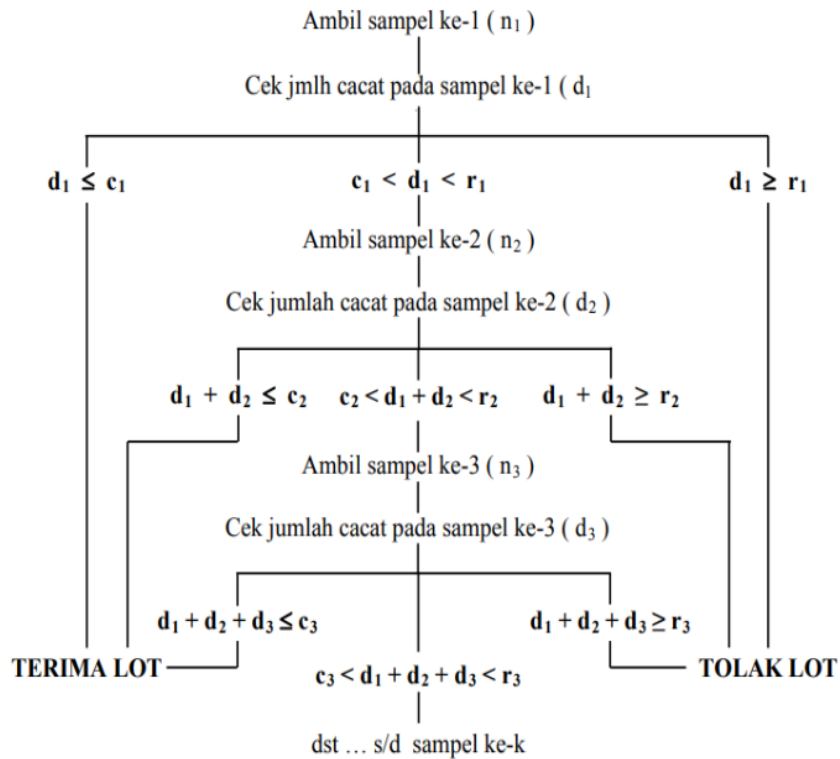 Ambil sampel ke-1 ( n₁ )
Cek jmlh cacat pada sampel ke-1 ( d₁
d₁ ≤ c₁ c₁ < d₁ < r₁ d₁ ≥ r₁
Ambil sampel ke-2 ( n₂ )
Cek jumlah cacat pada sampel ke-2 ( d₂ )
d₁ + d₂ ≤ c₂ c₂ < d₁ + d₂ < r₂ d₁ + d₂ ≥ r₂
Ambil sampel ke-3 ( n₃ )
Cek jumlah cacat pada sampel ke-3 ( d₃ )
d₁ + d₂ + d₃ ≤ c₃ d₁ + d₂ + d₃ ≥ r₃
TERIMA LOT c₃ < d₁ + d₂ + d₃ < r₃ TOLAK LOT
dst ... s/d sampel ke-k